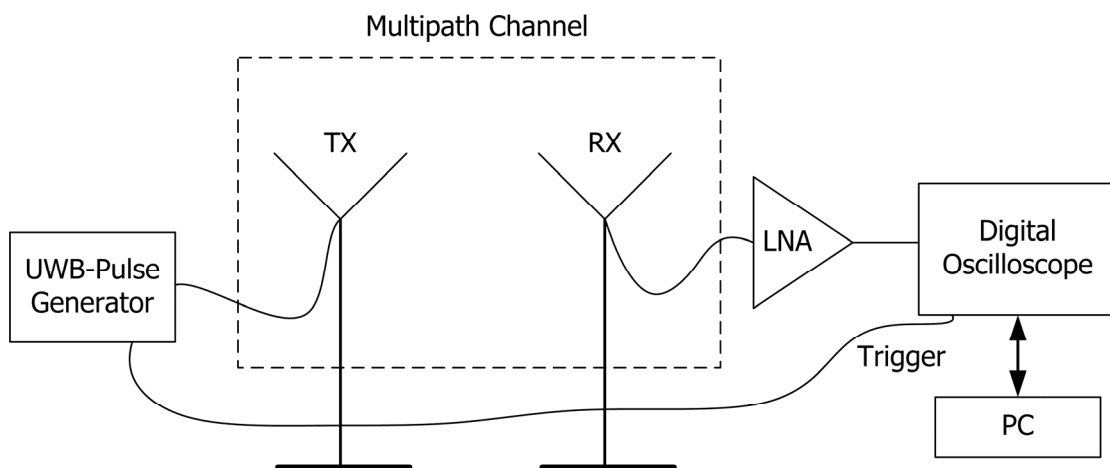 Multipath Channel
TX
RX
UWB-Pulse
Generator
LNA
Digital
Oscilloscope
Trigger
PC